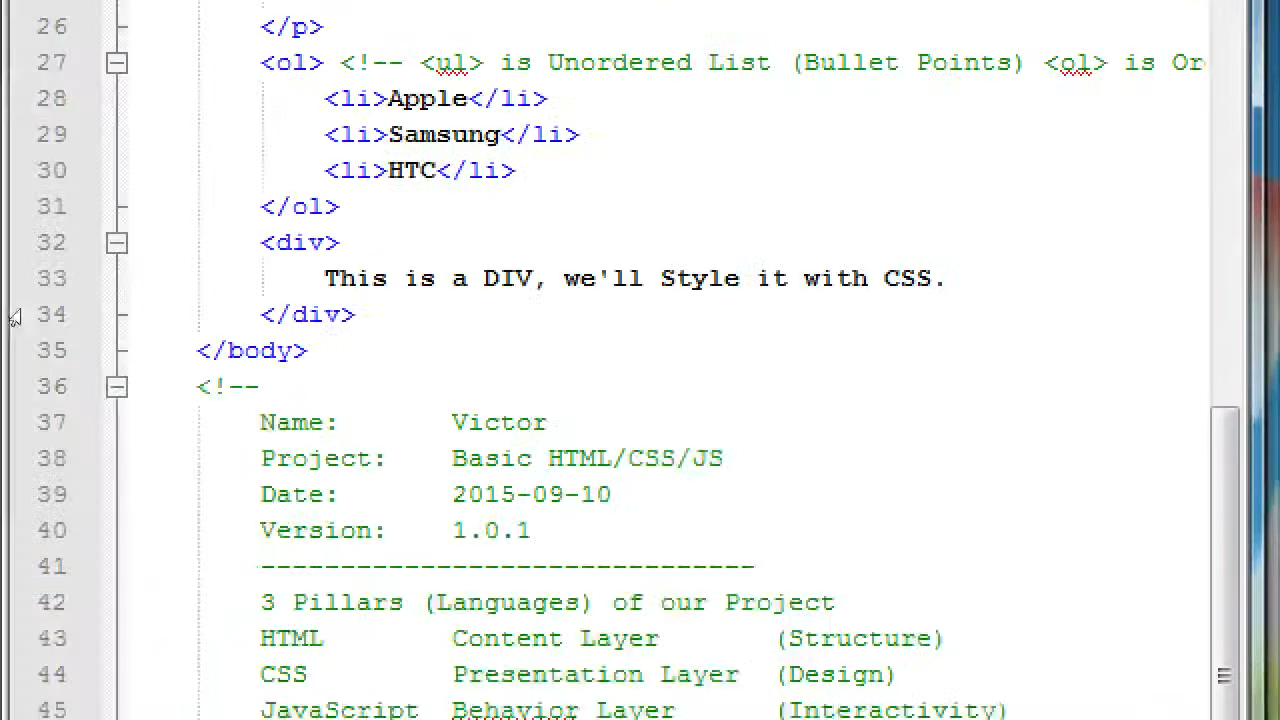 26 </p>
27 <ol> <!-- <ul> is Unordered List (Bullet Points) <ol> is Or
28 <li>Apple</li>
29 <li>Samsung</li>
30 <li>HTC</li>
31 </ol>
32 <div>
33 This is a DIV, we'll Style it with CSS.
34 </div>
35 </body>
36 <!--
37 Name: Victor
38 Project: Basic HTML/CSS/JS
39 Date: 2015-09-10
40 Version: 1.0.1
41 -------------------------------
42 3 Pillars (Languages) of our Project
43 HTML Content Layer (Structure)
44 CSS Presentation Layer (Design)
45 JavaScript Behavior Layer (Interactivity)